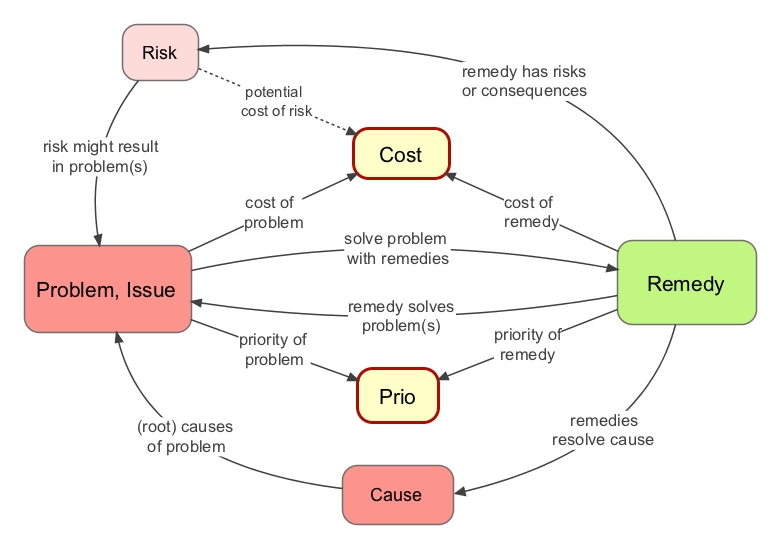 Risk
remedy has risks
or consequences
potential
cost of risk
risk might result
in problem(s)
Cost
cost of
problem
cost of
remedy
solve problem
with remedies
Problem, Issue
Remedy
remedy solves
problem(s)
priority of
problem
priority of
remedy
Prio
(root) causes
of problem
remedies
resolve cause
Cause